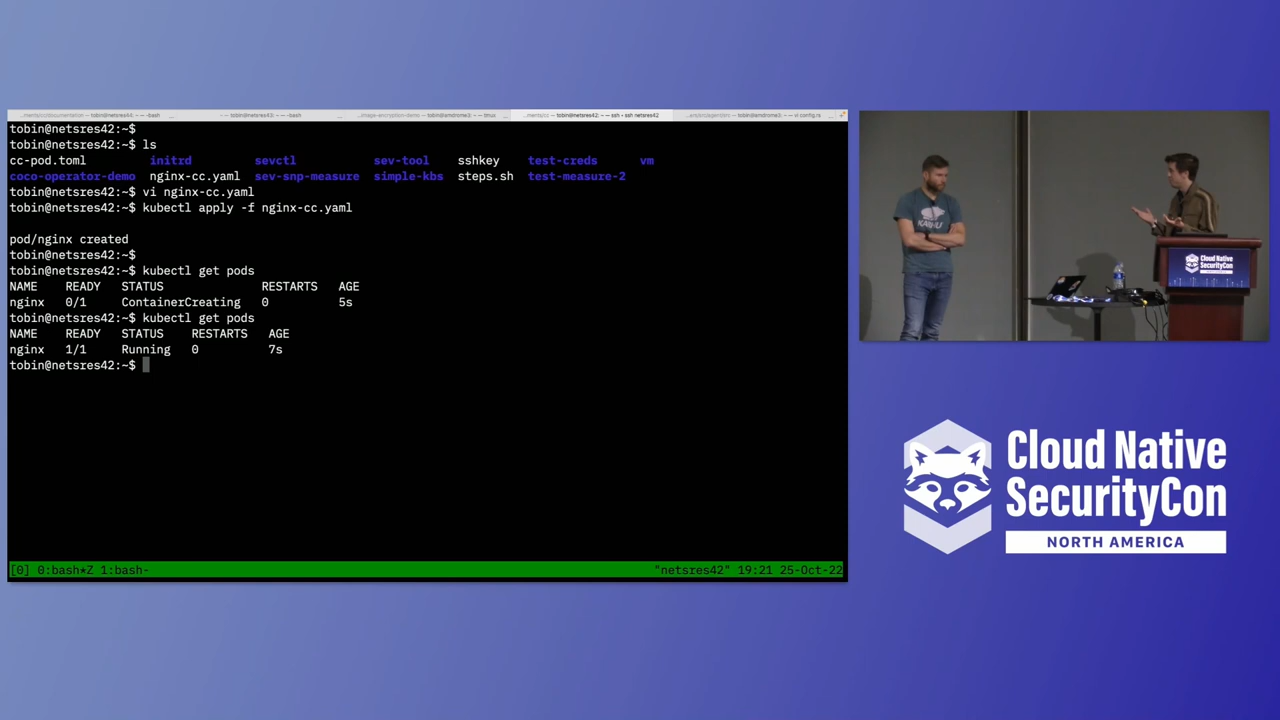 tobin@netsres42:~$
tobin@netsres42:~$ ls
cc-pod.toml initrd sevctl sev-tool sshkey test-creds vm
coco-operator-demo nginx-cc.yaml sev-snp-measure simple-kbs steps.sh test-measure-2
tobin@netsres42:~$ vi nginx-cc.yaml
tobin@netsres42:~$ kubectl apply -f nginx-cc.yaml
pod/nginx created
tobin@netsres42:~$
tobin@netsres42:~$ kubectl get pods
NAME READY STATUS RESTARTS AGE
nginx 0/1 ContainerCreating 0 5s
tobin@netsres42:~$ kubectl get pods
NAME READY STATUS RESTARTS AGE
nginx 1/1 Running 0 7s
tobin@netsres42:~$
[0] 0:bash*Z 1:bash- "netsres42" 19:21 25-Oct-22
Cloud Native
SecurityCon
Cloud Native
SecurityCon
NORTH AMERICA